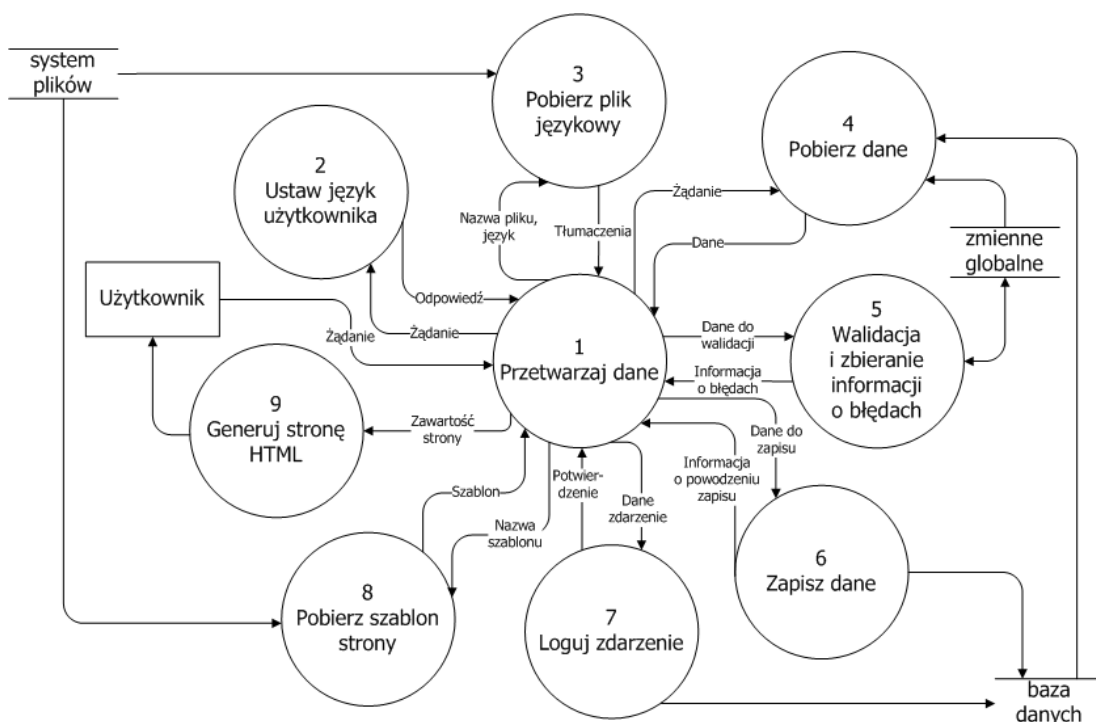 system
plików
3
Pobierz plik
językowy
4
Pobierz dane
2
Ustaw język
użytkownika
Nazwa pliku,
język
Tłumaczenia
Żądanie
Dane
zmienne
globalne
Użytkownik
Odpowiedź
Żądanie
Żądanie
1
Przetwarzaj dane
Dane do
walidacji
Informacja
o błędach
5
Walidacja
i zbieranie
informacji
o błędach
9
Generuj stronę
HTML
Zawartość
strony
Dane do
zapisu
Informacja
o powodzeniu
zapisu
Szablon
Nazwa
szablonu
Potwier-
dzenie
Dane
zdarzenie
8
Pobierz szablon
strony
7
Loguj zdarzenie
6
Zapisz dane
baza
danych